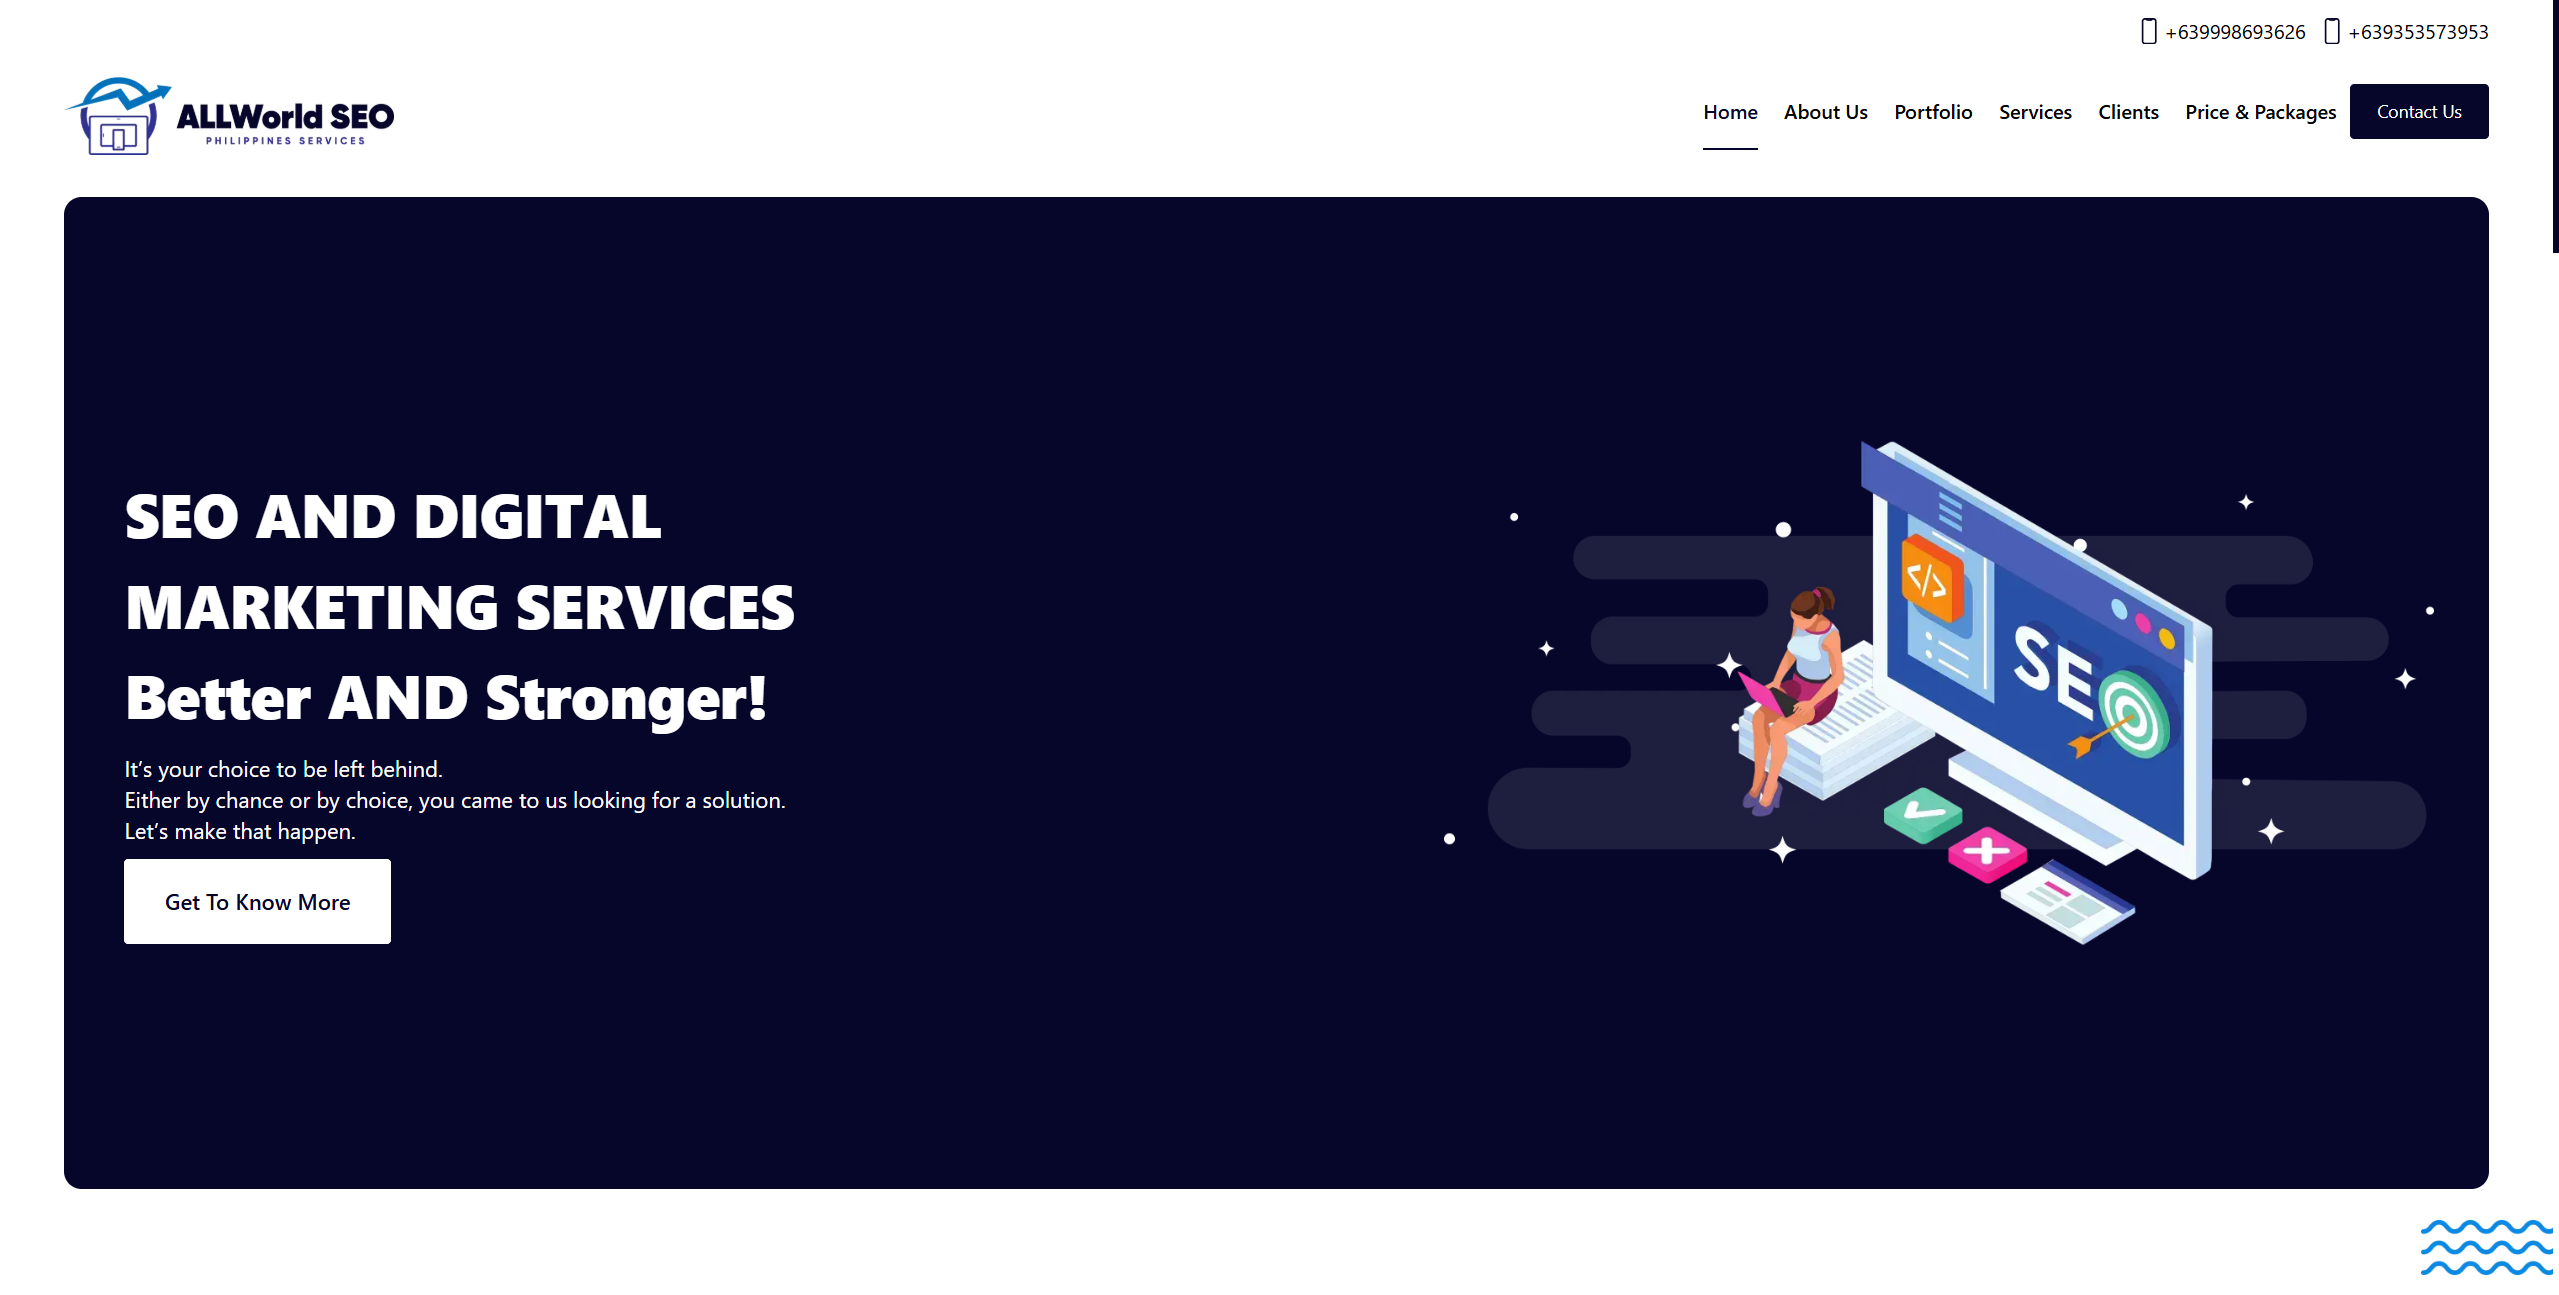 +639998693626 +639353573953
ALLWorld SEO
PHILIPPINES SERVICES
Home About Us Portfolio Services Clients Price & Packages Contact Us
SEO AND DIGITAL
MARKETING SERVICES
Better AND Stronger!
It’s your choice to be left behind.
Either by chance or by choice, you came to us looking for a solution.
Let’s make that happen.
Get To Know More
</>
SE